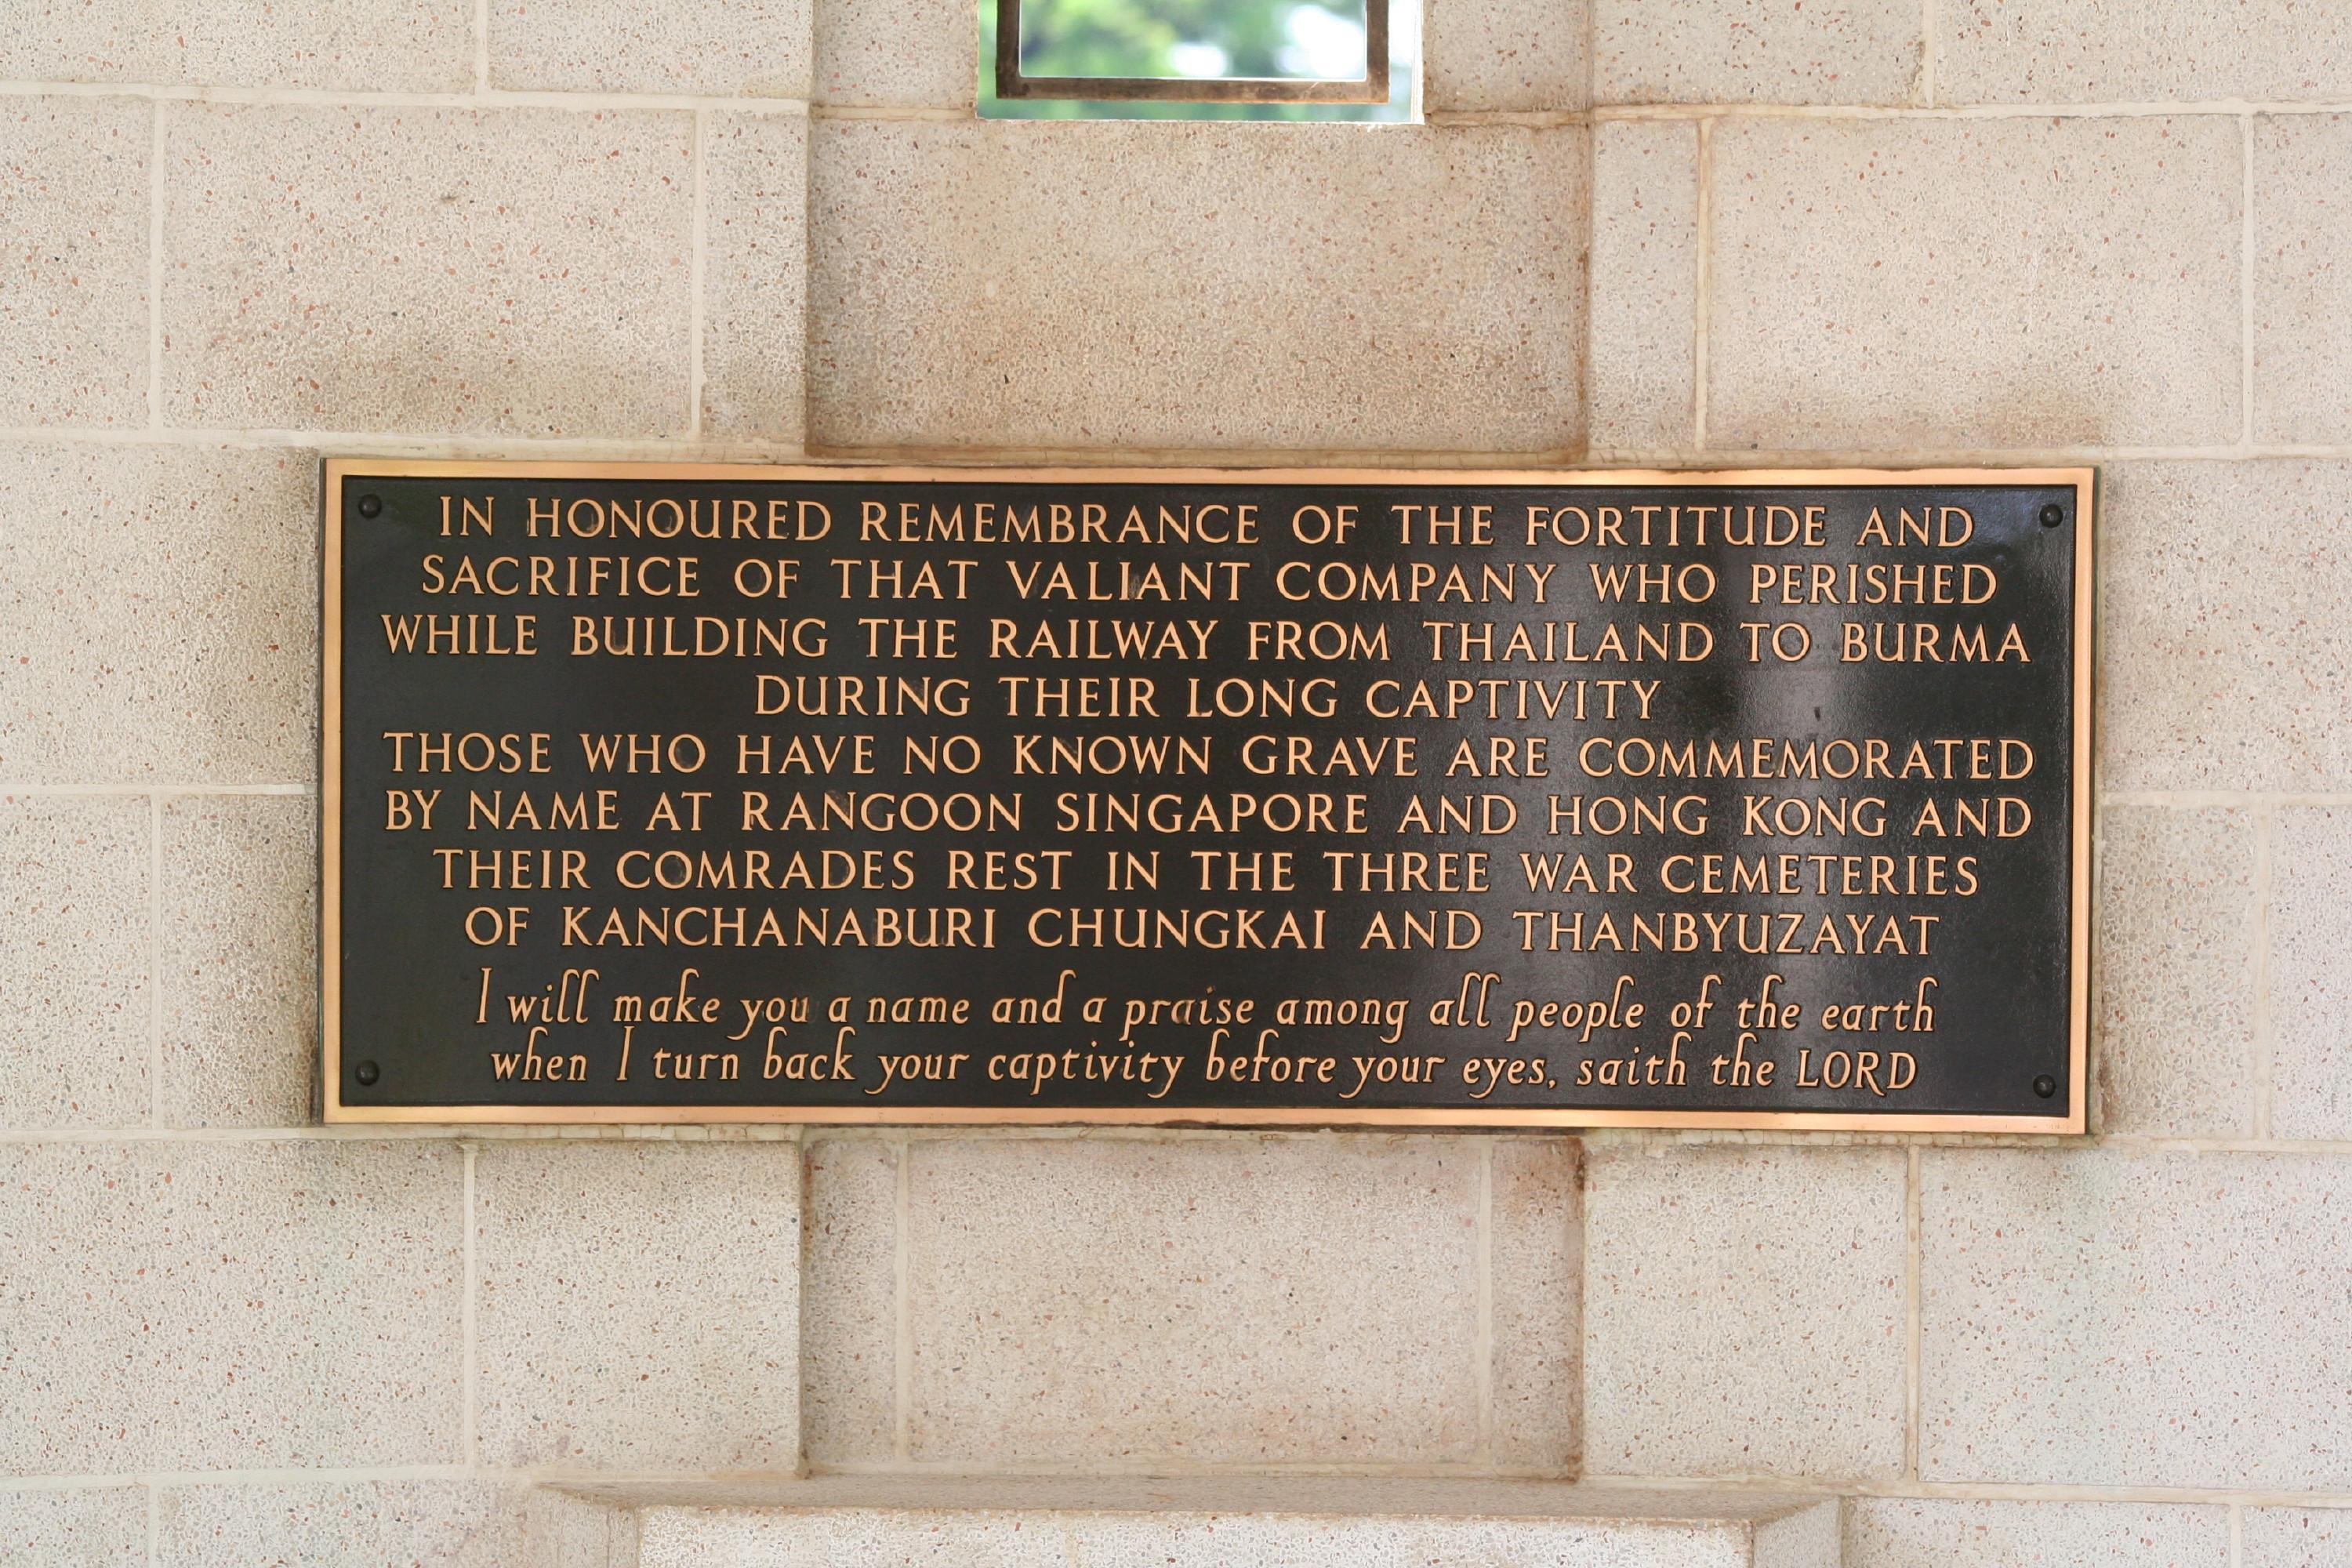 IN HONOURED REMEMBRANCE OF THE FORTITUDE AND
SACRIFICE OF THAT VALIANT COMPANY WHO PERISHED
WHILE BUILDING THE RAILWAY FROM THAILAND TO BURMA
DURING THEIR LONG CAPTIVITY
THOSE WHO HAVE NO KNOWN GRAVE ARE COMMEMORATED
BY NAME AT RANGOON SINGAPORE AND HONG KONG AND
THEIR COMRADES REST IN THE THREE WAR CEMETERIES
OF KANCHANABURI CHUNGKAI AND THANBYUZAYAT
I will make you a name and a praise among all people of the earth
when I turn back your captivity before your eyes, saith the LORD